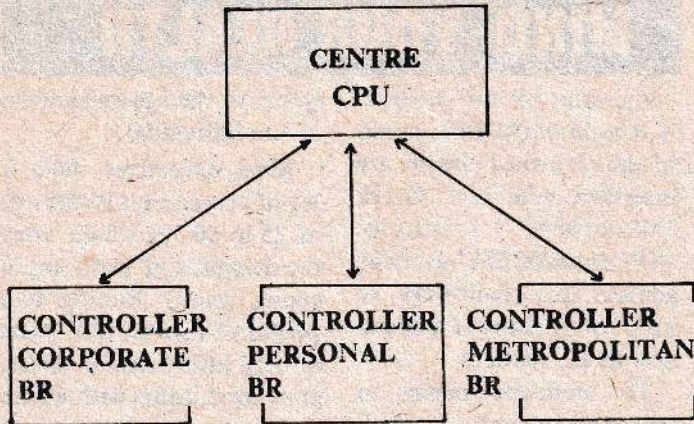 CENTRE
CPU
CONTROLLER
CORPORATE
BR
CONTROLLER
PERSONAL
BR
CONTROLLER
METROPOLITAN
BR